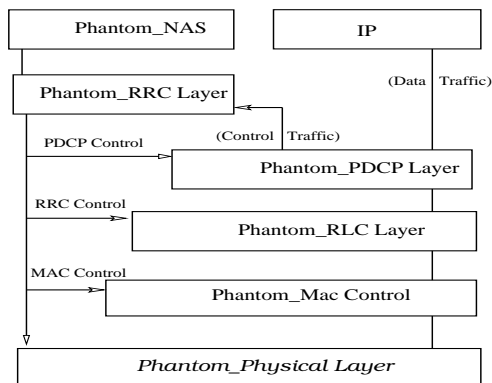 Phantom_NAS
IP
(Data Traffic)
Phantom_RRC Layer
(Control Traffic)
PDCP Control
Phantom_PDCP Layer
RRC Control
Phantom_RLC Layer
MAC Control
Phantom_Mac Control
Phantom_Physical Layer